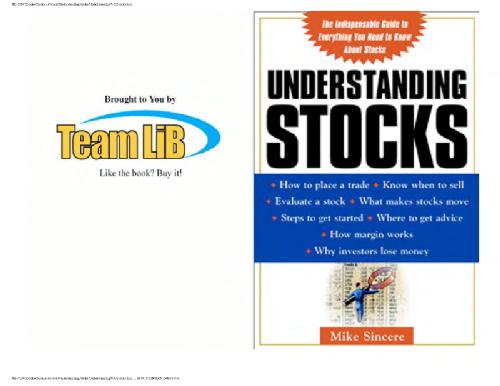 Brought to You by
Team LiB
Like the book? Buy it!
The Indispensable Guide to
Everything You Need to Know
About Stocks
UNDERSTANDING
STOCKS
How to place a trade • Know when to sell
Evaluate a stock • What makes stocks move
Steps to get started • Where to get advice
How margin works
Why investors lose money
Mike Sincere